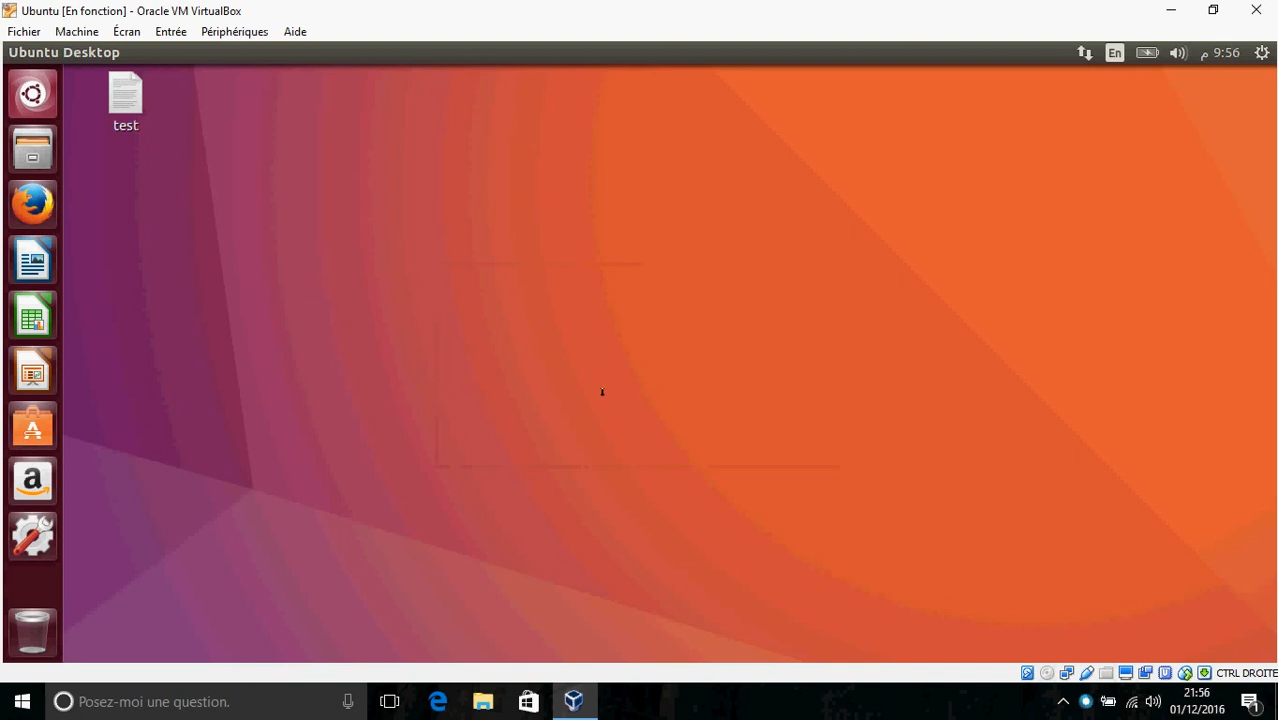 Ubuntu [En fonction] - Oracle VM VirtualBox
Fichier Machine Écran Entrée Périphériques Aide
Ubuntu Desktop En م 9:56
test
a
CTRL DROITE
Posez-moi une question. 21:56
01/12/2016 1